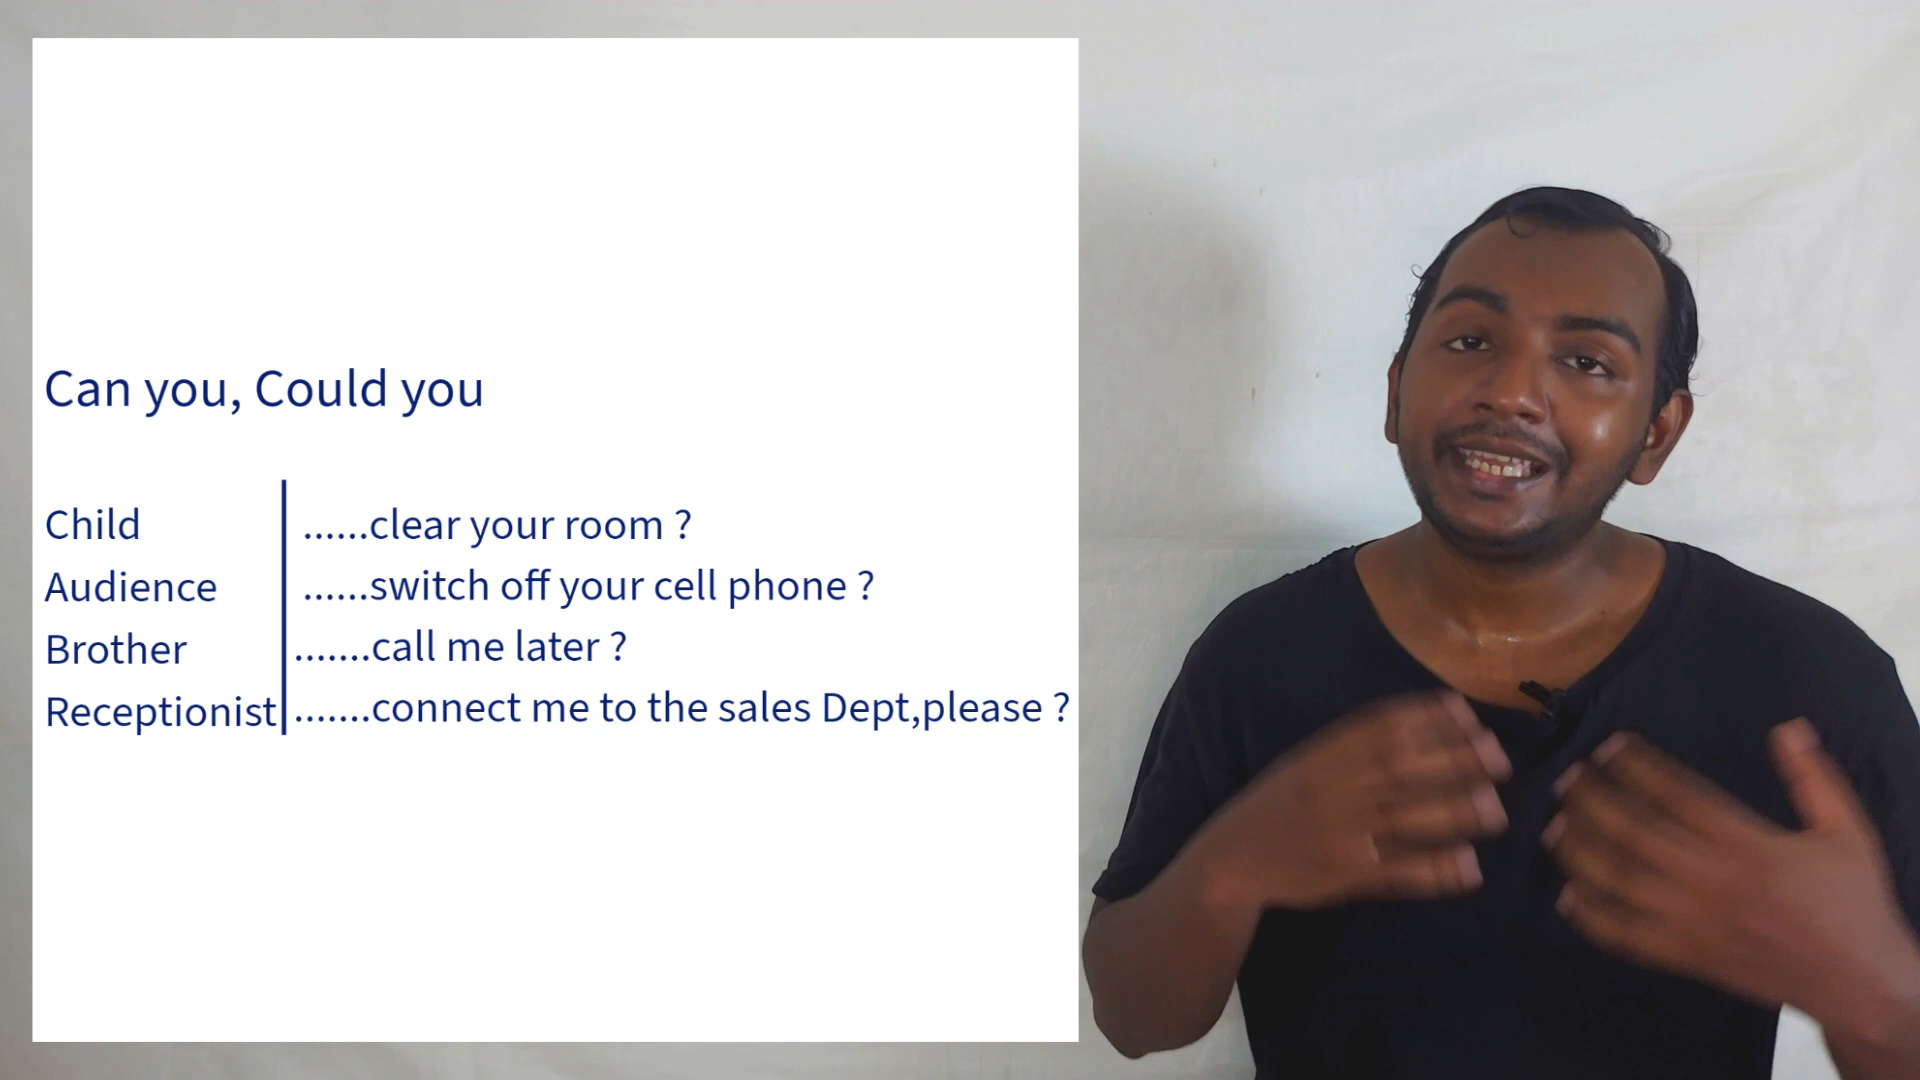 Can you, Could you
Child ......clear your room ?
Audience ......switch off your cell phone ?
Brother .......call me later ?
Receptionist .......connect me to the sales Dept,please ?